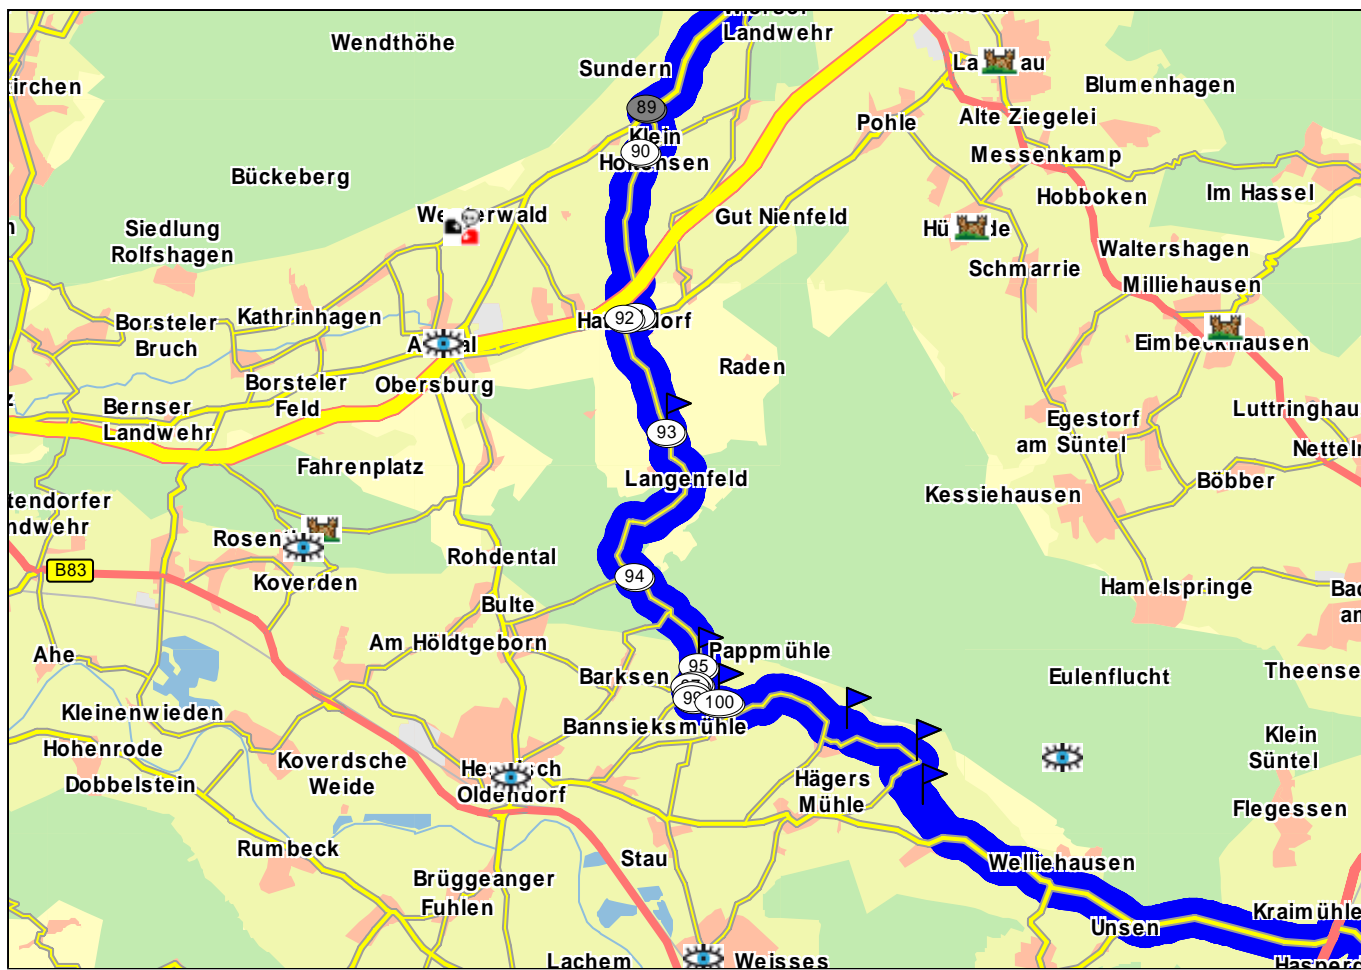 Landwehr
Wendthöhe
Sundern
Blumenhagen
Alte Ziegelei
Pohle
89
Klein
90
Messenkamp
Bückeberg
Hobboken
Im Hassel
Gut Nienfeld
Siedlung
Rolfshagen
Waltershagen
Schmarrie
Milliehausen
Borsteler
Bruch
Kathrinhagen
92
Eimbeckhausen
Raden
Borsteler
Feld
Obersburg
Bernser
Landwehr
93
Egestorf
am Süntel
Fahrenplatz
Langenfeld
Kessiehausen
Böbber
Rohdental
B83
Koverden
94
Hamelspringe
Bulte
Am Höldtgeborn
Pappmühle
Ahe
95
Barksen
Eulenflucht
100
Kleinenwieden
Bannsieksmühle
Hohenrode
Dobbelstein
Koverdsche
Weide
Klein
Süntel
Oldendorf
Hägers
Mühle
Flegessen
Rumbeck
Stau
Welliehausen
Brüggeanger
Fuhlen
Kraimühle
Unsen
Lachem
Weisses